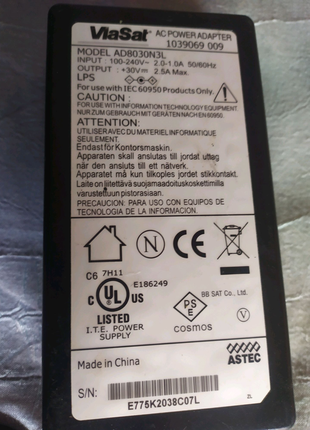 ViaSat AC POWER ADAPTER
1039069 009
MODEL AD8030N3L
INPUT : 100-240V~ 2.0-1.0A 50/60Hz
OUTPUT : +30V⎓ 2.5A Max.
LPS
For use with IEC 60950 Products Only
CAUTION :
FOR USE WITH INFORMATION TECHNOLOGY EQUIPMENT
NUR ZUM GEBRAUCH MIT GERÄTEN NACH EN 60950
ATTENTION:
UTILISER AVEC DU MATERIEL INFORMATIQUE
SEULEMENT.
Endast för Kontorsmaskin.
Apparaten skall anslutas till jordat uttag
när den ansluts till ett nätverk.
Apparatet må kun tilkoples jordet stikkontakt.
Laite on liitettävä suojamaadoituskoskettimilla
varustettuun pistorasiaan.
PRECAUCIÓN: PARA USO CON EQUIPOS DE
TECNOLOGIA DE LA INFORMACION.
N
C6 7H11
E186249
C UL US
LISTED
I.T.E. POWER
SUPPLY
PS
E
COSMOS
BB SAT Co., Ltd.
V
Made in China
ASTEC
S/N:
E775K2038C07L
ZL